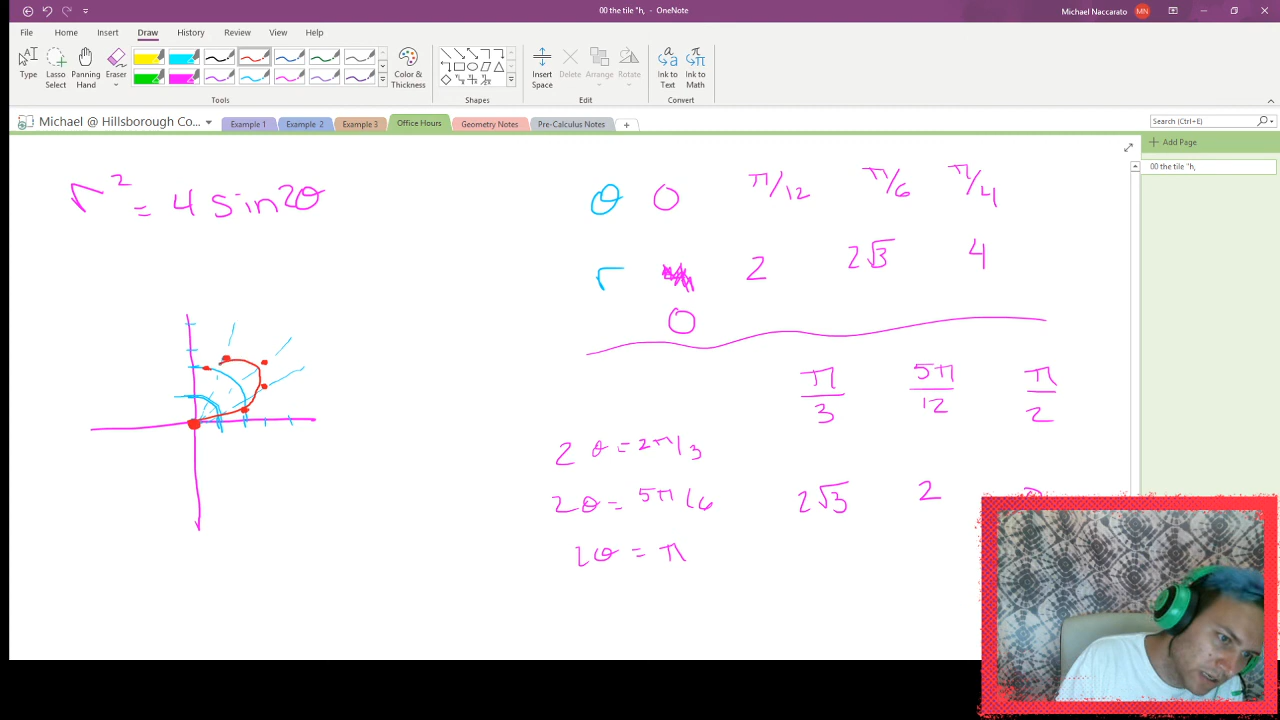 00 the tile "h, - OneNote
Michael Naccarato
MN
File Home Insert Draw History Review View Help
Type
Lasso Select
Panning Hand
Eraser
Color & Thickness
Insert Space
Delete
Arrange
Rotate
Ink to Text
Ink to Math
Tools
Shapes
Edit
Convert
Michael @ Hillsborough Co...
Example 1
Example 2
Example 3
Office Hours
Geometry Notes
Pre-Calculus Notes
Search (Ctrl+E)
Add Page
00 the tile "h,
r² = 4 sin2θ
θ 0 π/12 π/6 π/4
r 2 2√3 4
0
π/3 5π/12 π/2
2θ = 2π/3
2θ = 5π/6 2√3 2
2θ = π